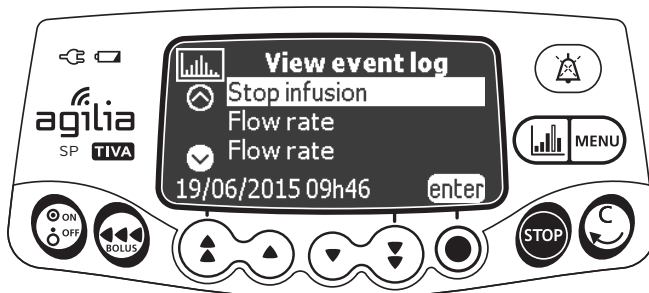 View event log
Stop infusion
Flow rate
Flow rate
19/06/2015 09h46
enter
agilia
SP TIVA
MENU
ON
OFF
BOLUS
STOP
C